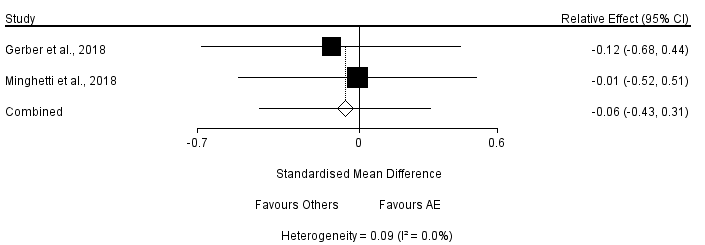 Study Relative Effect (95% CI)
Gerber et al., 2018 -0.12 (-0.68, 0.44)
Minghetti et al., 2018 -0.01 (-0.52, 0.51)
Combined -0.06 (-0.43, 0.31)
-0.7 0 0.6
Standardised Mean Difference
Favours Others Favours AE
Heterogeneity = 0.09 (I² = 0.0%)